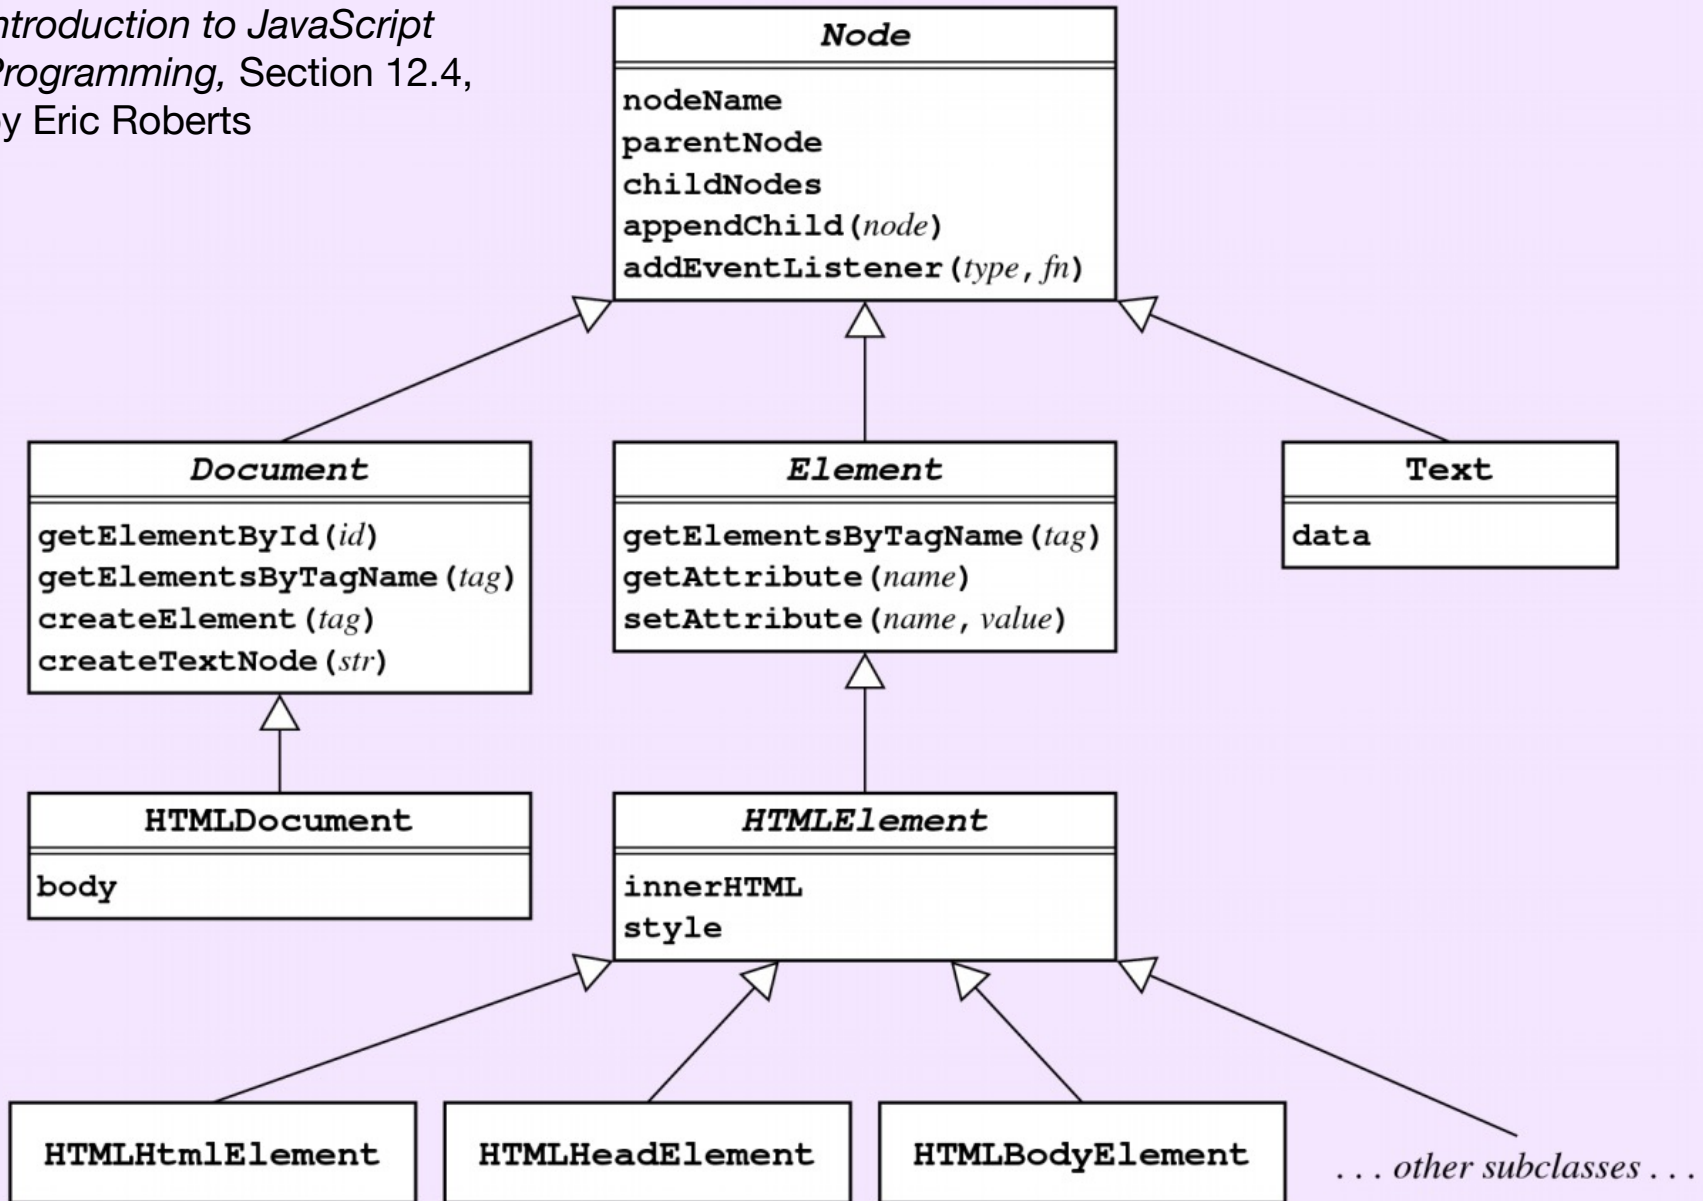 ntroduction to JavaScript
Programming, Section 12.4,
by Eric Roberts
Node
nodeName
parentNode
childNodes
appendChild(node)
addEventListener(type, fn)
Document
getElementById(id)
getElementsByTagName(tag)
createElement(tag)
createTextNode(str)
Element
getElementsByTagName(tag)
getAttribute(name)
setAttribute(name, value)
Text
data
HTMLDocument
body
HTMLElement
innerHTML
style
HTMLHtmlElement
HTMLHeadElement
HTMLBodyElement
. . . other subclasses . . .